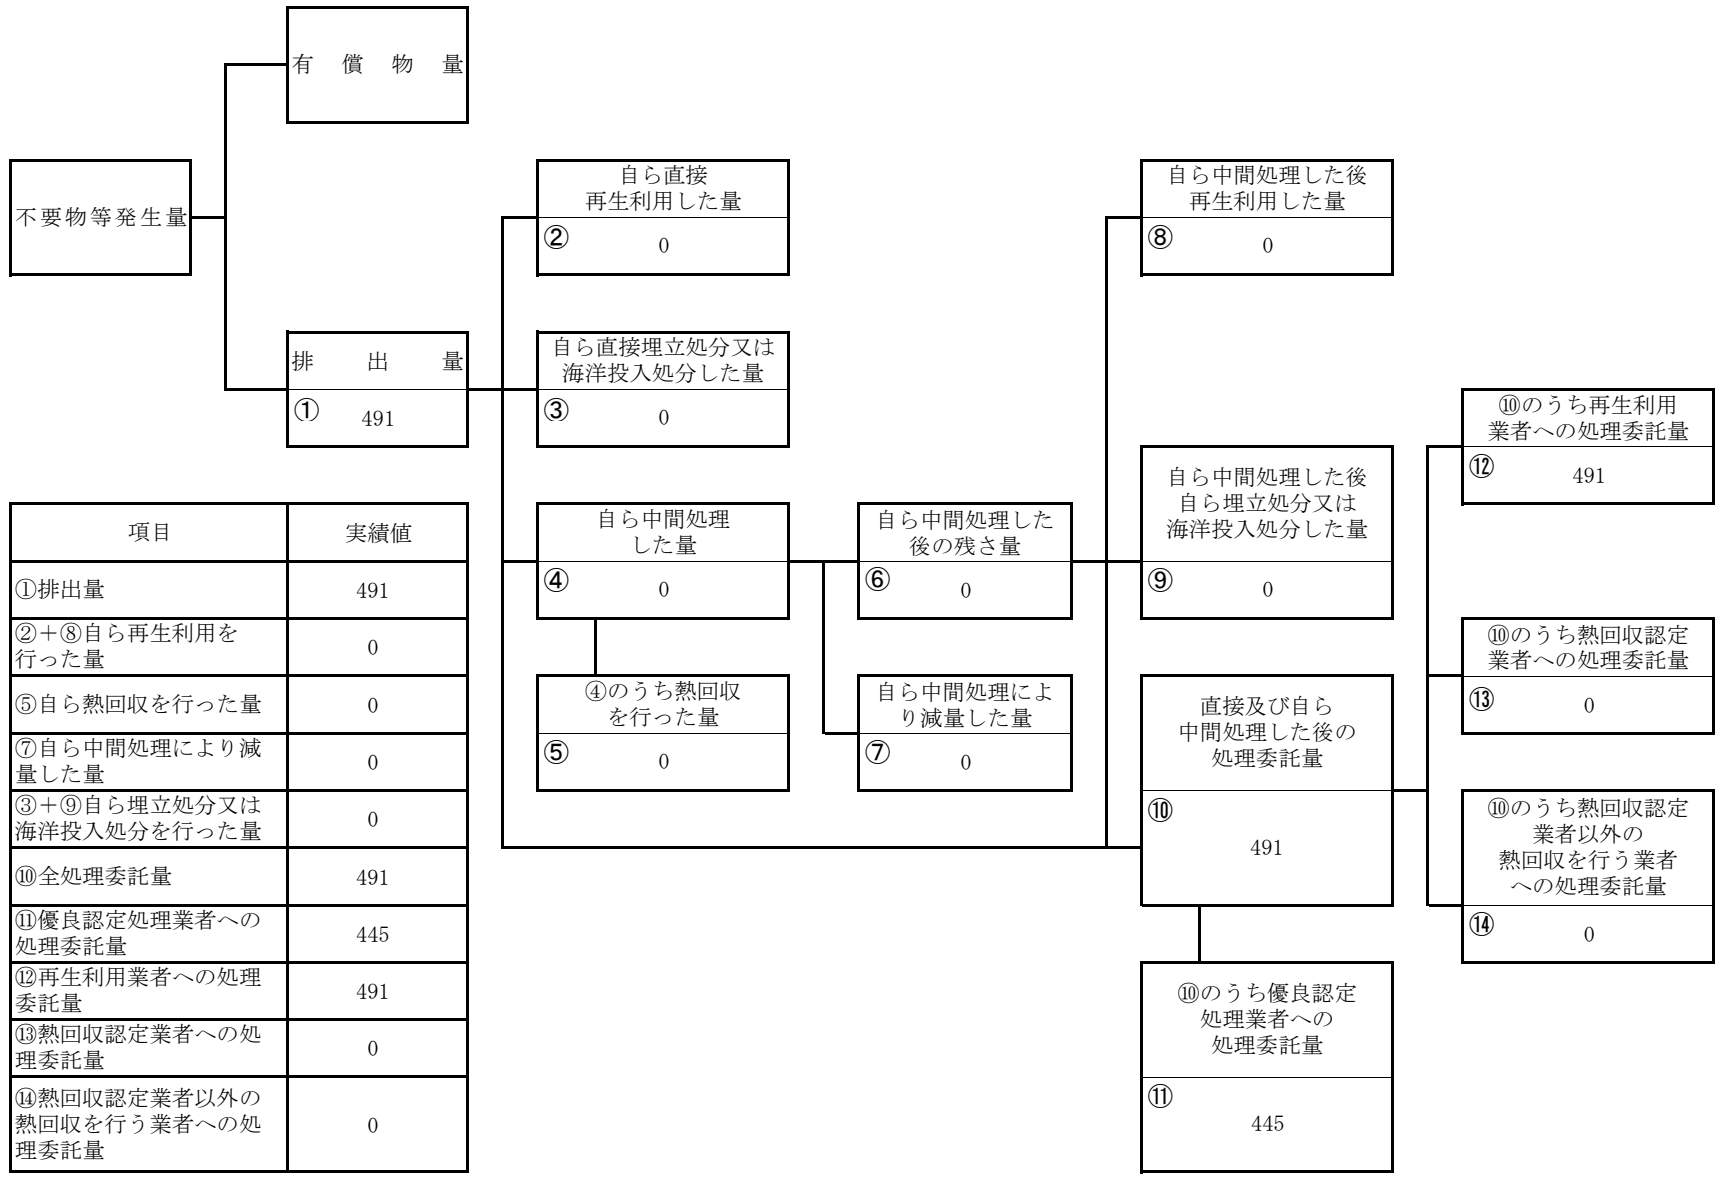 有償物量
不要物等発生量
排出量
① 491
自ら直接
再生利用した量
② 0
自ら直接埋立処分又は
海洋投入処分した量
③ 0
自ら中間処理
した量
④ 0
④のうち熱回収
を行った量
⑤ 0
自ら中間処理した
後の残さ量
⑥ 0
自ら中間処理によ
り減量した量
⑦ 0
自ら中間処理した後
再生利用した量
⑧ 0
自ら中間処理した後
自ら埋立処分又は
海洋投入処分した量
⑨ 0
直接及び自ら
中間処理した後の
処理委託量
⑩
491
⑩のうち優良認定
処理業者への
処理委託量
⑪
445
⑩のうち再生利用
業者への処理委託量
⑫ 491
⑩のうち熱回収認定
業者への処理委託量
⑬ 0
⑩のうち熱回収認定
業者以外の
熱回収を行う業者
への処理委託量
⑭ 0
項目 実績値
①排出量 491
②＋⑧自ら再生利用を
行った量 0
⑤自ら熱回収を行った量 0
⑦自ら中間処理により減
量した量 0
③＋⑨自ら埋立処分又は
海洋投入処分を行った量 0
⑩全処理委託量 491
⑪優良認定処理業者への
処理委託量 445
⑫再生利用業者への処理
委託量 491
⑬熱回収認定業者への処
理委託量 0
⑭熱回収認定業者以外の
熱回収を行う業者への処
理委託量 0